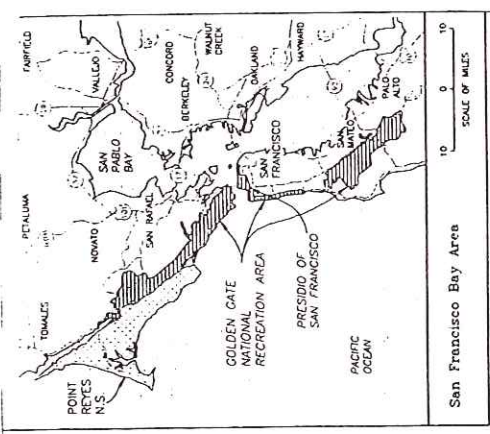 FAIRFIELD
VALLEJO
CONCORD
WALNUT
CREEK
PETALUMA
SAN
PABLO
BAY
BERKELEY
OAKLAND
HAYWARD
NOVATO
SAN RAFAEL
SAN
FRANCISCO
SAN
MATEO
PALO
ALTO
TOMALES
POINT
REYES
N.S.
GOLDEN GATE
NATIONAL
RECREATION AREA
PRESIDIO OF
SAN FRANCISCO
PACIFIC
OCEAN
10 0 10
SCALE OF MILES
San Francisco Bay Area